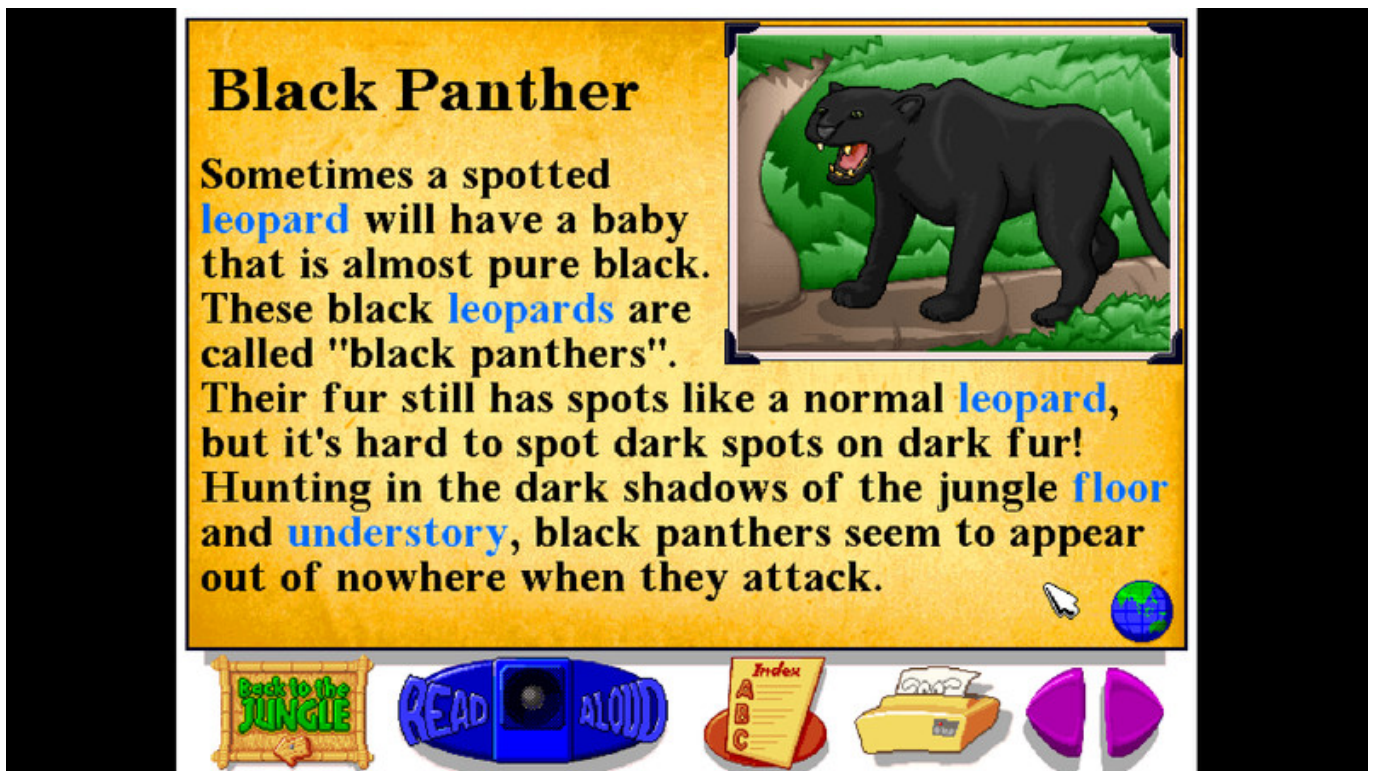 Black Panther
Sometimes a spotted
leopard will have a baby
that is almost pure black.
These black leopards are
called "black panthers".
Their fur still has spots like a normal leopard,
but it's hard to spot dark spots on dark fur!
Hunting in the dark shadows of the jungle floor
and understory, black panthers seem to appear
out of nowhere when they attack.
Back to the
JUNGLE
READ ALOUD
Index
A
B
C